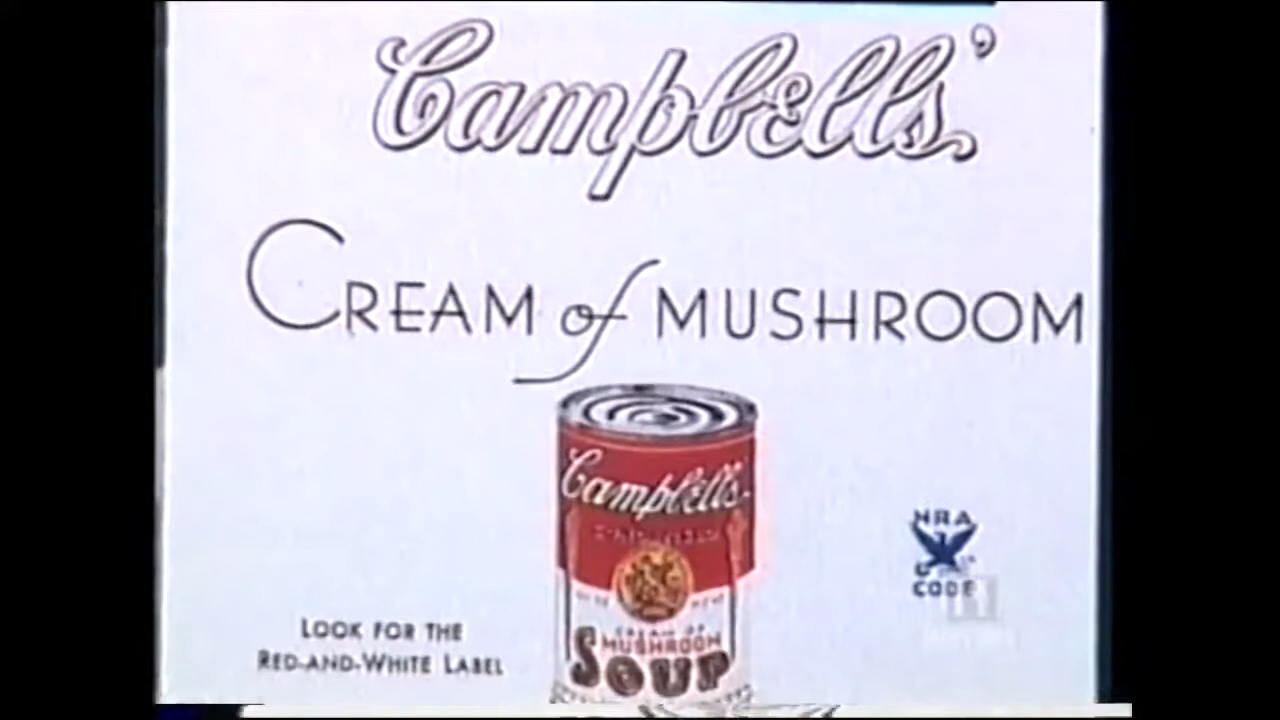 Campbell's
CREAM of MUSHROOM
Campbell's
CREAM OF
MUSHROOM
SOUP
NRA
CODE
LOOK FOR THE
RED-AND-WHITE LABEL
H